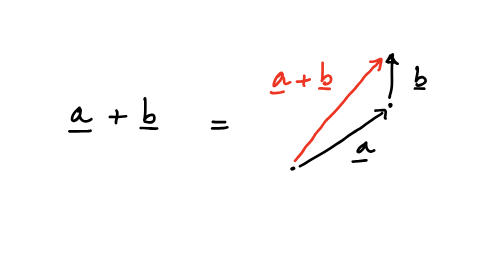 a + b =
a + b
b
a